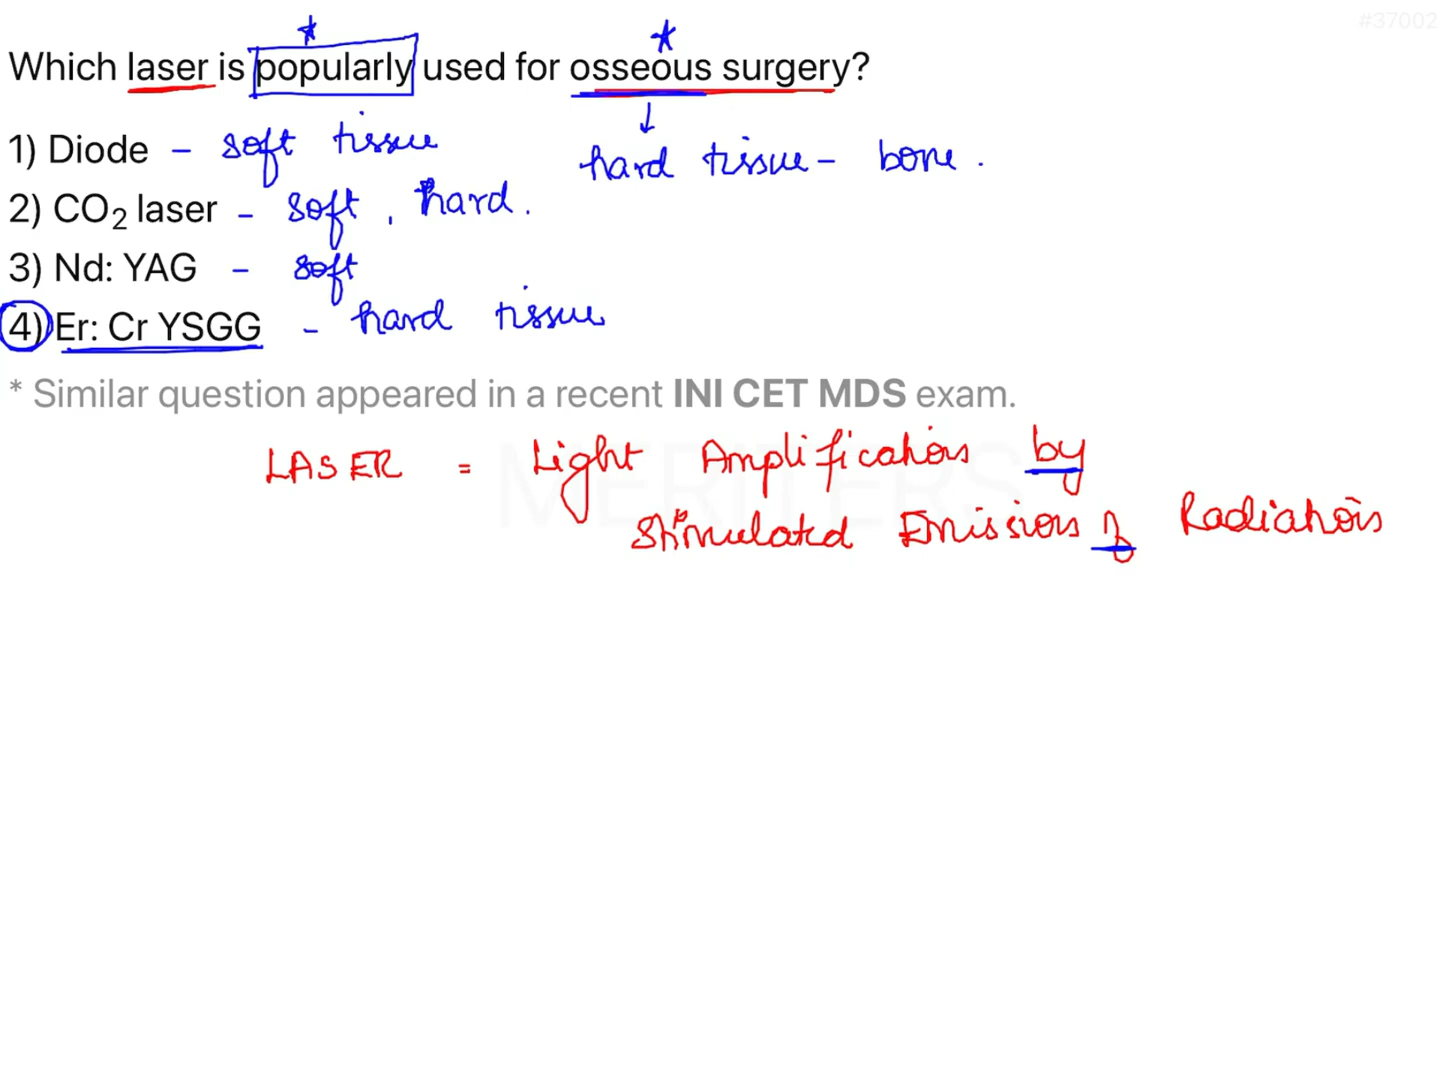 #37002
Which laser is popularly used for osseous surgery?
1) Diode - soft tissue
hard tissue - bone.
2) CO₂ laser - soft, hard.
3) Nd: YAG - soft
4) Er: Cr YSGG - hard tissue
* Similar question appeared in a recent INI CET MDS exam.
MERITERS
LASER = Light Amplification by
Stimulated Emission of Radiation